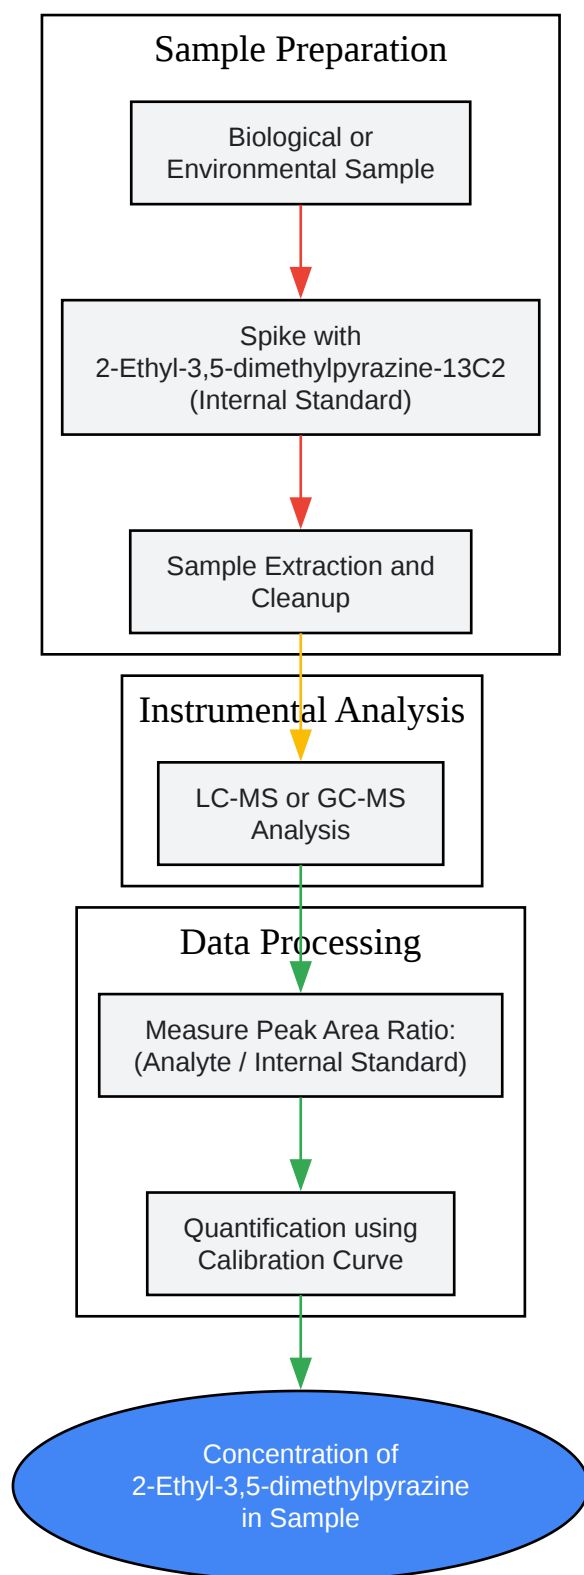 Sample Preparation
Biological or
Environmental Sample
Spike with
2-Ethyl-3,5-dimethylpyrazine-13C2
(Internal Standard)
Sample Extraction and
Cleanup
Instrumental Analysis
LC-MS or GC-MS
Analysis
Data Processing
Measure Peak Area Ratio:
(Analyte / Internal Standard)
Quantification using
Calibration Curve
Concentration of
2-Ethyl-3,5-dimethylpyrazine
in Sample